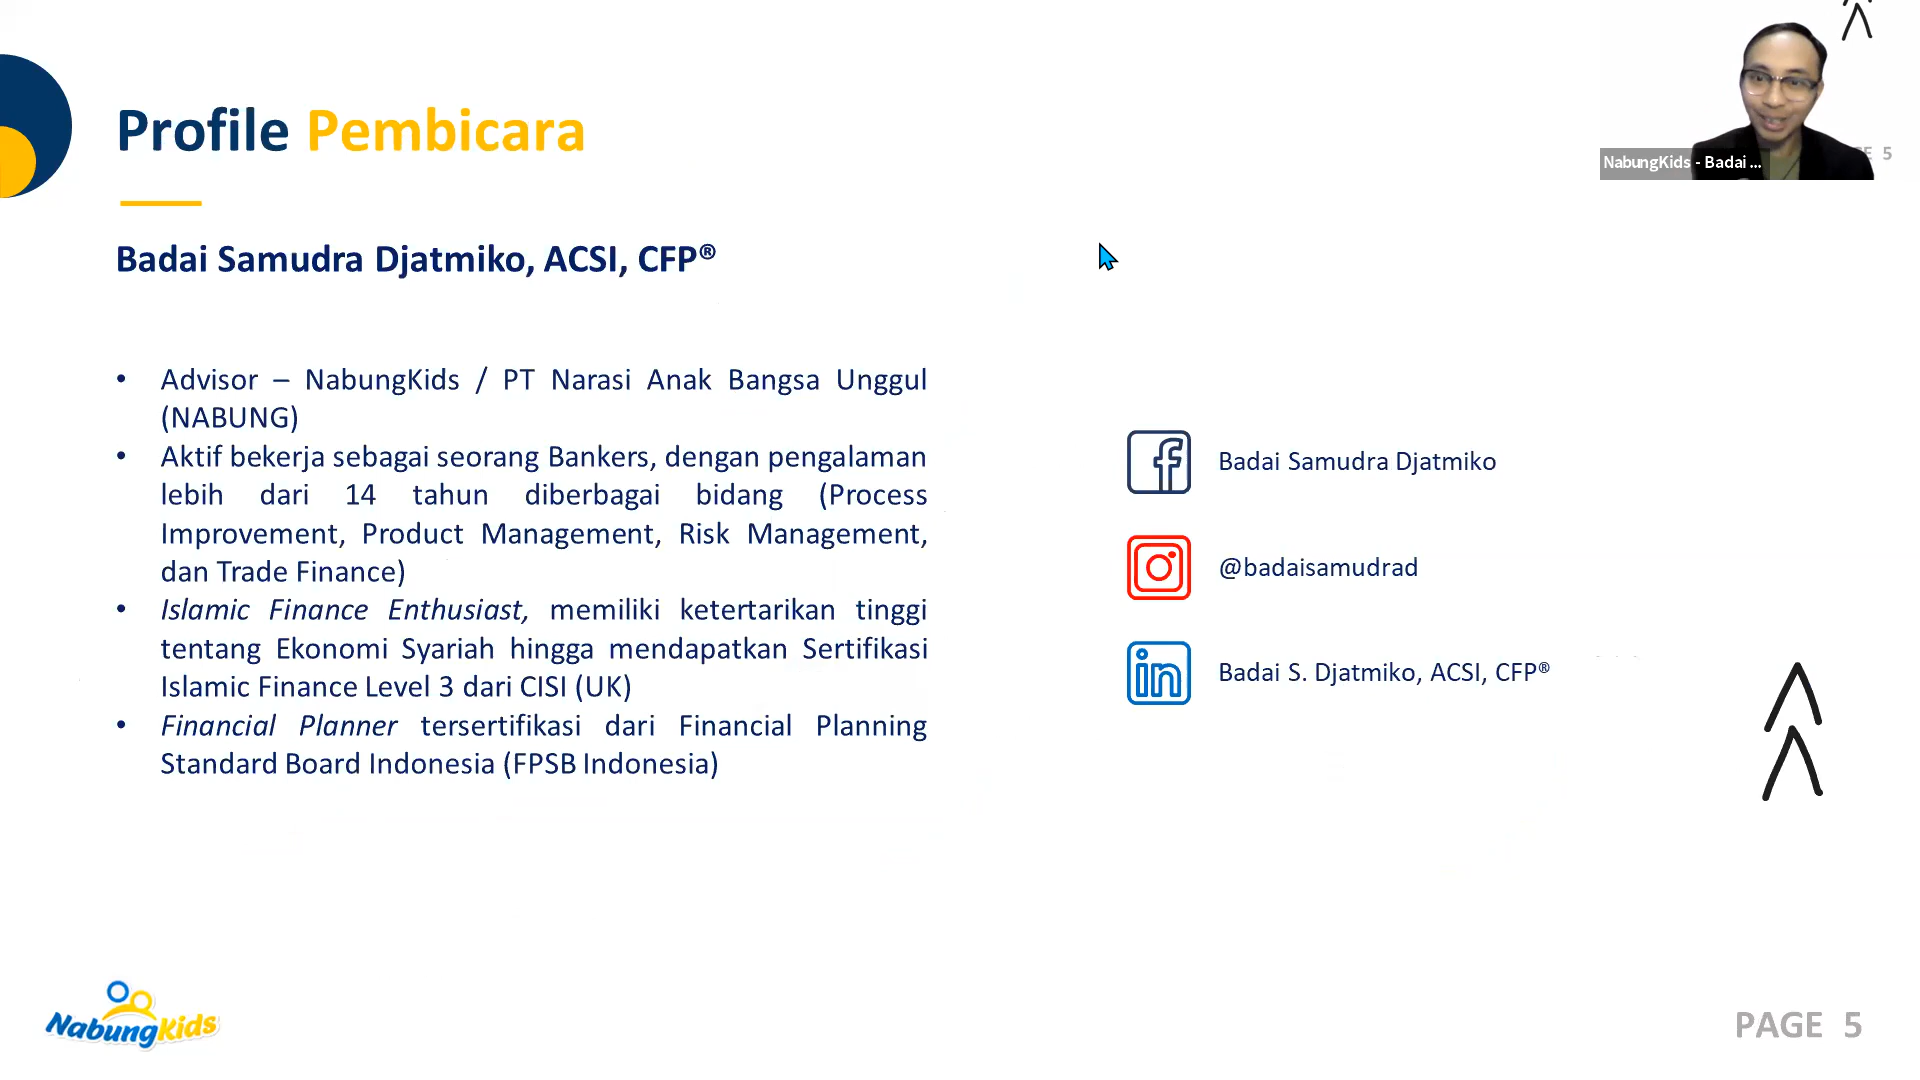 Profile Pembicara
NabungKids - Badai ...
5
Badai Samudra Djatmiko, ACSI, CFP®
• Advisor – NabungKids / PT Narasi Anak Bangsa Unggul
(NABUNG)
• Aktif bekerja sebagai seorang Bankers, dengan pengalaman
lebih dari 14 tahun diberbagai bidang (Process
Improvement, Product Management, Risk Management,
dan Trade Finance)
• Islamic Finance Enthusiast, memiliki ketertarikan tinggi
tentang Ekonomi Syariah hingga mendapatkan Sertifikasi
Islamic Finance Level 3 dari CISI (UK)
• Financial Planner tersertifikasi dari Financial Planning
Standard Board Indonesia (FPSB Indonesia)
Badai Samudra Djatmiko
@badaisamudrad
in
Badai S. Djatmiko, ACSI, CFP®
NabungKids
PAGE 5